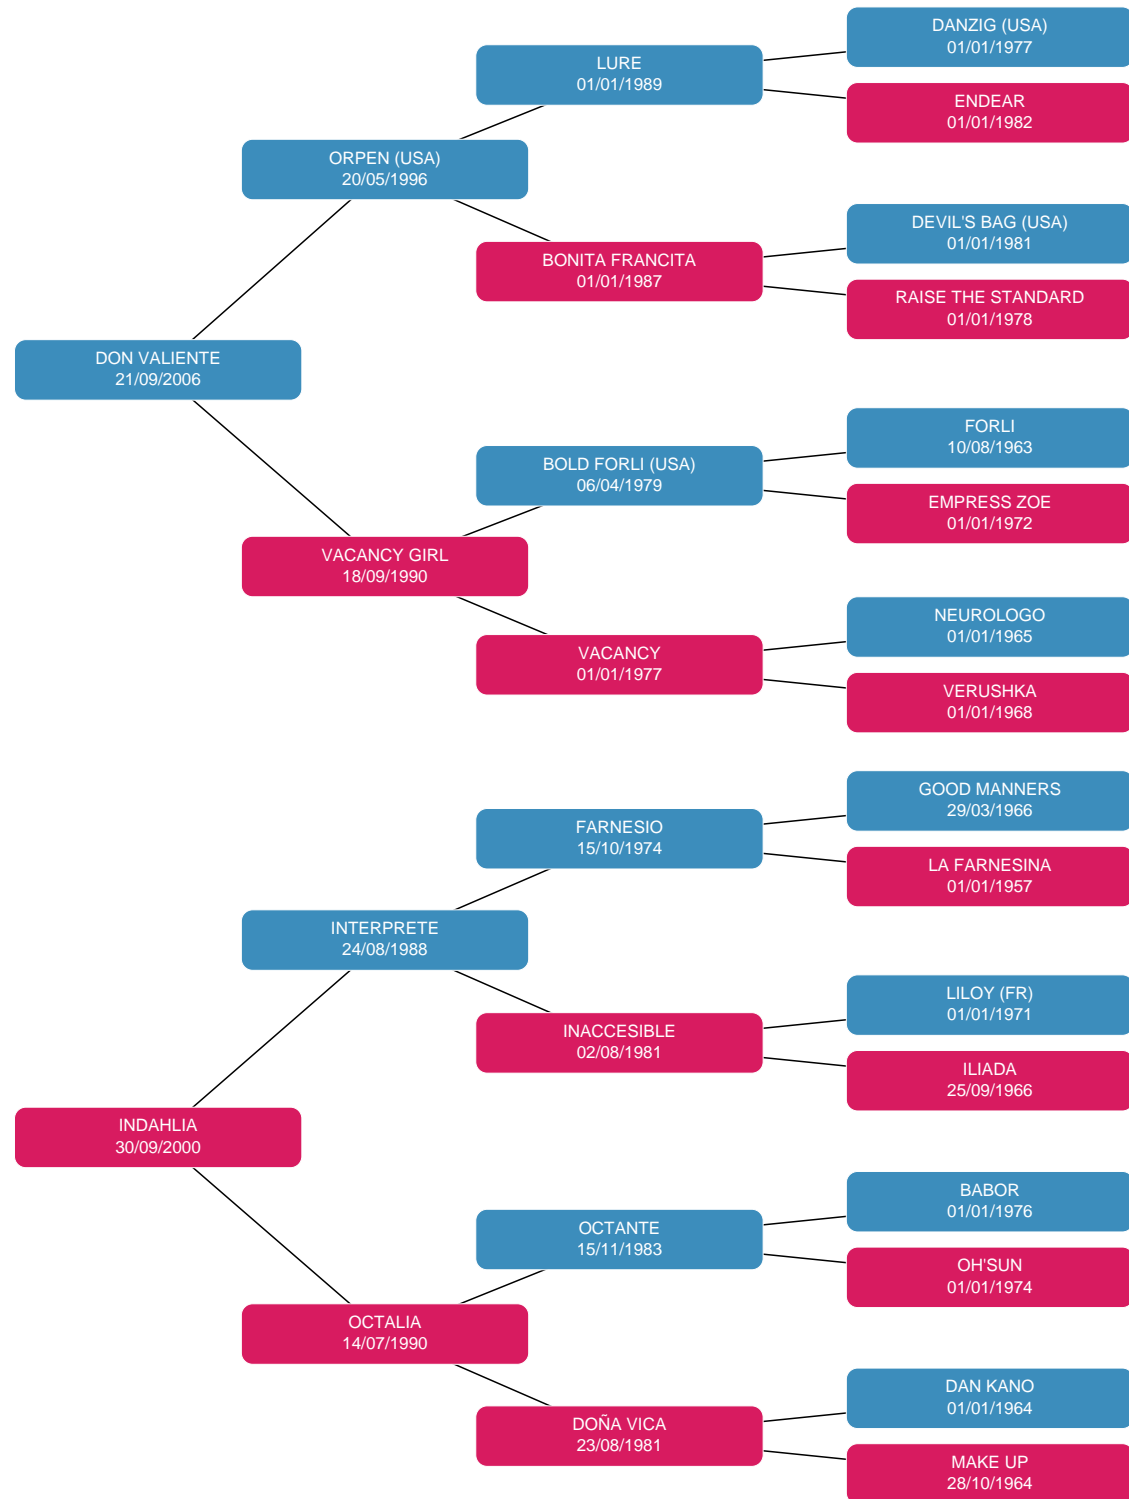 DANZIG (USA)
01/01/1977
LURE
01/01/1989
ENDEAR
01/01/1982
ORPEN (USA)
20/05/1996
DEVIL'S BAG (USA)
01/01/1981
BONITA FRANCITA
01/01/1987
RAISE THE STANDARD
01/01/1978
DON VALIENTE
21/09/2006
FORLI
10/08/1963
BOLD FORLI (USA)
06/04/1979
EMPRESS ZOE
01/01/1972
VACANCY GIRL
18/09/1990
NEUROLOGO
01/01/1965
VACANCY
01/01/1977
VERUSHKA
01/01/1968
GOOD MANNERS
29/03/1966
FARNESIO
15/10/1974
LA FARNESINA
01/01/1957
INTERPRETE
24/08/1988
LILOY (FR)
01/01/1971
INACCESIBLE
02/08/1981
ILIADA
25/09/1966
INDAHLIA
30/09/2000
BABOR
01/01/1976
OCTANTE
15/11/1983
OH'SUN
01/01/1974
OCTALIA
14/07/1990
DAN KANO
01/01/1964
DOÑA VICA
23/08/1981
MAKE UP
28/10/1964